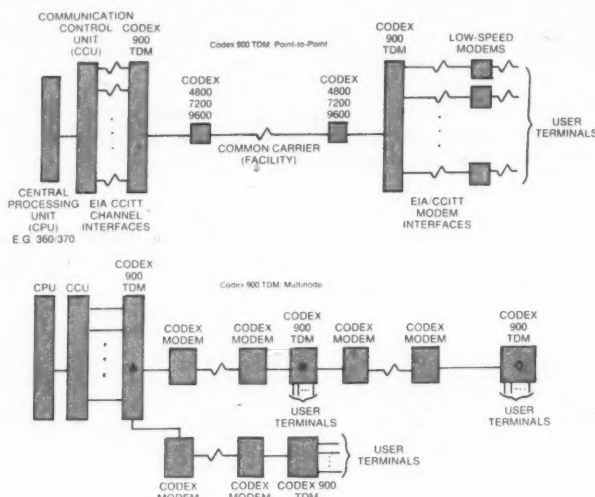 COMMUNICATION
CONTROL
UNIT
(CCU)
CODEX
900
TDM
Codex 900 TDM Point-to-Point
CODEX
4800
7200
9600
CODEX
4800
7200
9600
CODEX
900
TDM
LOW-SPEED
MODEMS
USER
TERMINALS
COMMON CARRIER
(FACILITY)
CENTRAL
PROCESSING
UNIT
(CPU)
E.G 360/370
EIA CCITT
CHANNEL
INTERFACES
EIA/CCITT
MODEM
INTERFACES
Codex 900 TDM Multinode
CPU
CCU
CODEX
900
TDM
CODEX
MODEM
CODEX
MODEM
CODEX
900
TDM
CODEX
MODEM
CODEX
MODEM
CODEX
900
TDM
USER
TERMINALS
USER
TERMINALS
USER
TERMINALS
CODEX
MODEM
CODEX
MODEM
CODEX 900
TDM